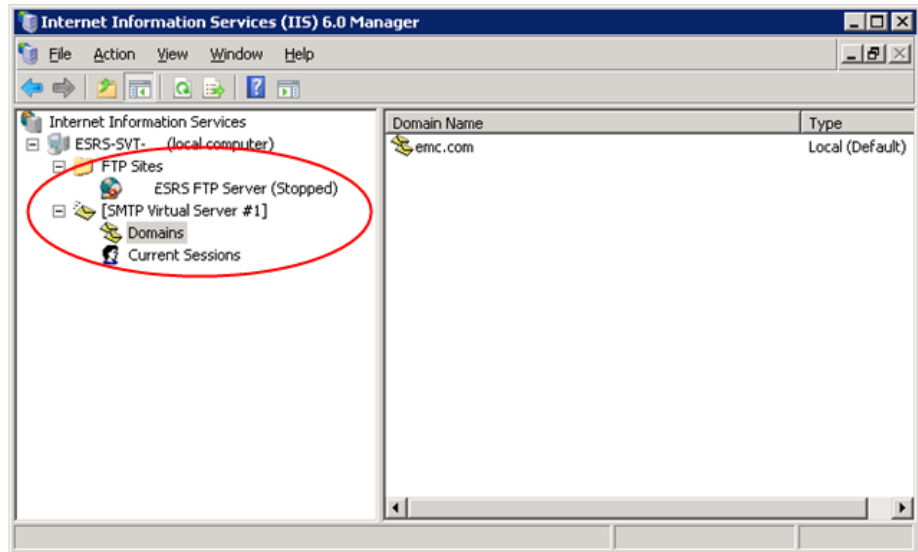 Internet Information Services (IIS) 6.0 Manager
File Action View Window Help
Internet Information Services
ESRS-SVT- (local computer)
FTP Sites
ESRS FTP Server (Stopped)
[SMTP Virtual Server #1]
Domains
Current Sessions
Domain Name Type
emc.com Local (Default)